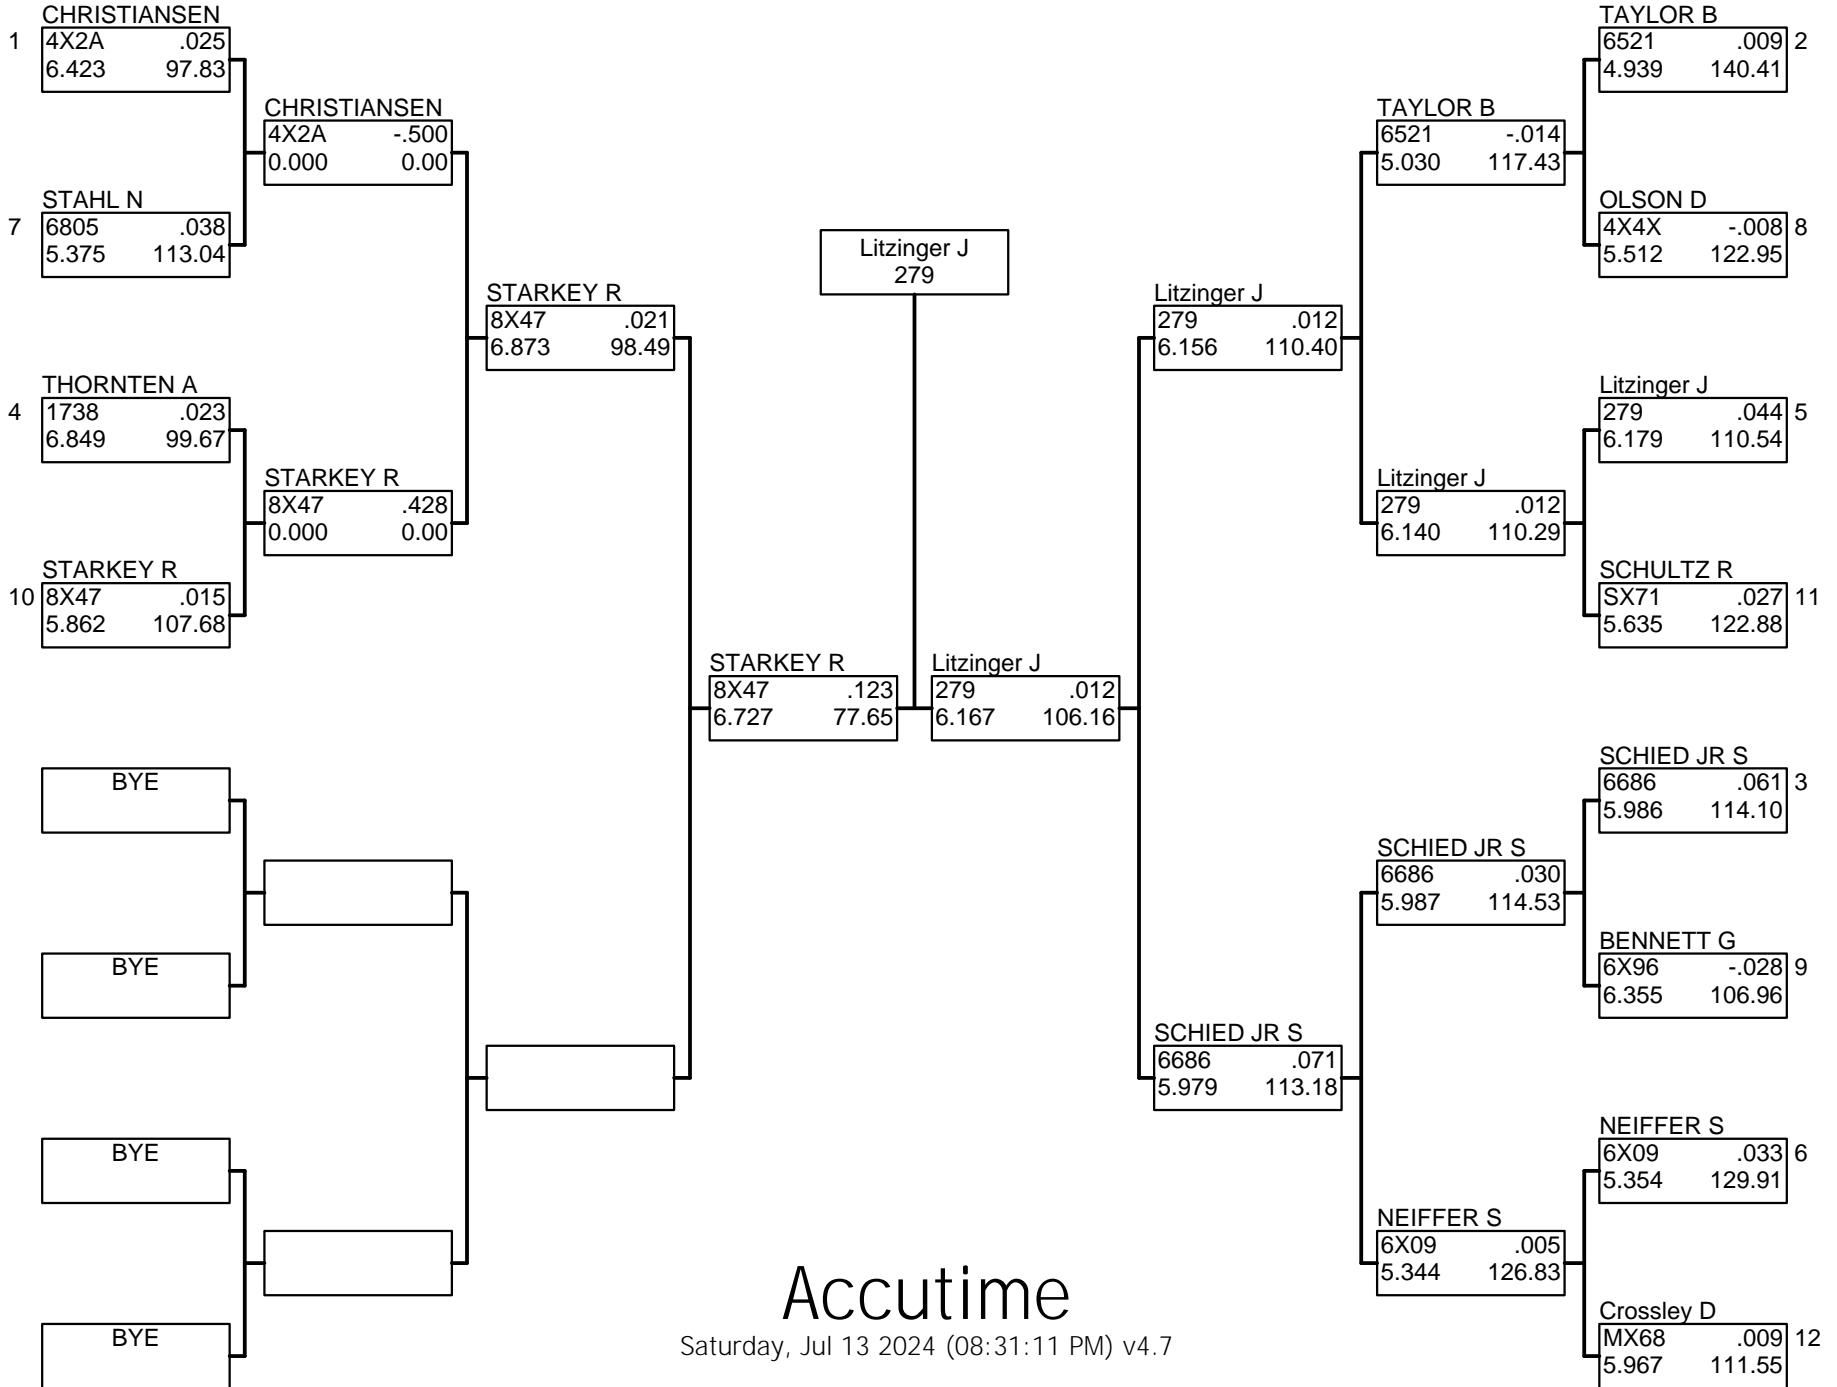 CHRISTIANSEN
1 4X2A .025
6.423 97.83
STAHL N
7 6805 .038
5.375 113.04
THORNTEN A
4 1738 .023
6.849 99.67
STARKEY R
10 8X47 .015
5.862 107.68
BYE
BYE
BYE
BYE
CHRISTIANSEN
4X2A -.500
0.000 0.00
STARKEY R
8X47 .428
0.000 0.00
STARKEY R
8X47 .021
6.873 98.49
STARKEY R
8X47 .123
6.727 77.65
Litzinger J
279
Litzinger J
279 .012
6.167 106.16
Litzinger J
279 .012
6.156 110.40
SCHIED JR S
6686 .071
5.979 113.18
TAYLOR B
6521 -.014
5.030 117.43
Litzinger J
279 .012
6.140 110.29
SCHIED JR S
6686 .030
5.987 114.53
NEIFFER S
6X09 .005
5.344 126.83
TAYLOR B
6521 .009 2
4.939 140.41
OLSON D
4X4X -.008 8
5.512 122.95
Litzinger J
279 .044 5
6.179 110.54
SCHULTZ R
SX71 .027 11
5.635 122.88
SCHIED JR S
6686 .061 3
5.986 114.10
BENNETT G
6X96 -.028 9
6.355 106.96
NEIFFER S
6X09 .033 6
5.354 129.91
Crossley D
MX68 .009 12
5.967 111.55
Accutime
Saturday, Jul 13 2024 (08:31:11 PM) v4.7